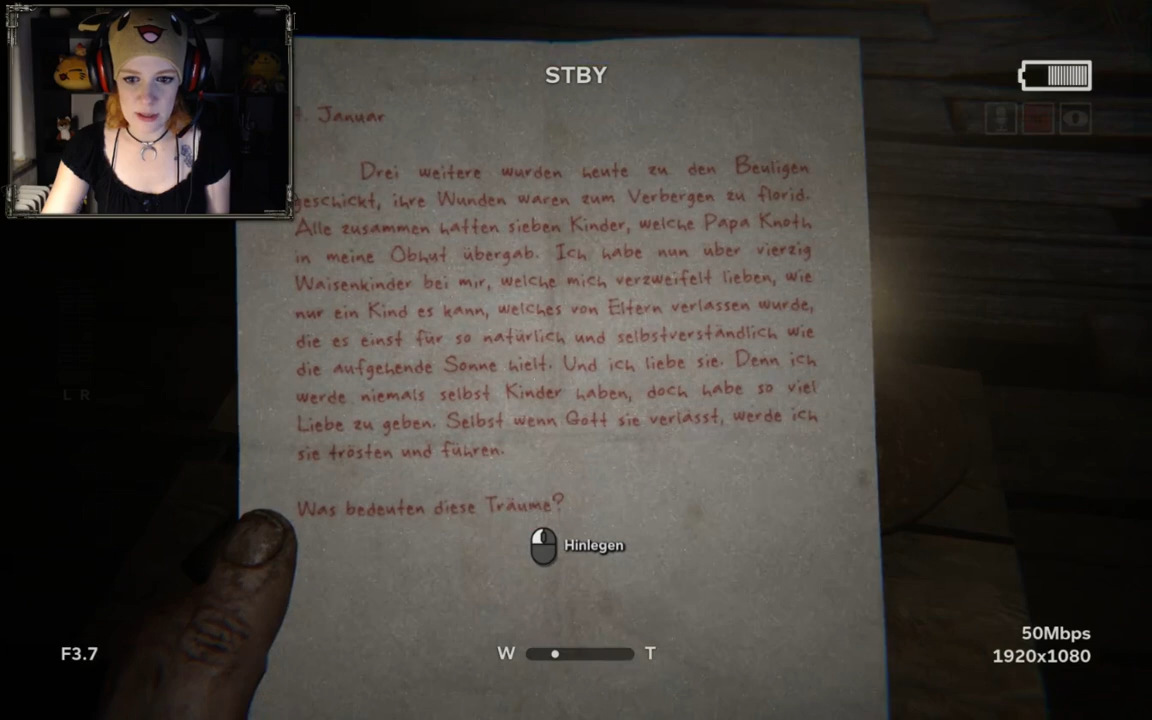 STBY
. Januar
Drei weitere wurden heute zu den Beuligen
geschickt, ihre Wunden waren zum Verbergen zu florid.
Alle zusammen hatten sieben Kinder, welche Papa Knoth
in meine Obhut übergab. Ich habe nun über vierzig
Waisenkinder bei mir, welche mich verzweifelt lieben, wie
nur ein Kind es kann, welches von Eltern verlassen wurde,
die es einst für so natürlich und selbstverständlich wie
die aufgehende Sonne hielt. Und ich liebe sie. Denn ich
werde niemals selbst Kinder haben, doch habe so viel
Liebe zu geben. Selbst wenn Gott sie verlässt, werde ich
sie trösten und führen.
Was bedeuten diese Träume?
Hinlegen
L R
F3.7
W T
50Mbps
1920x1080